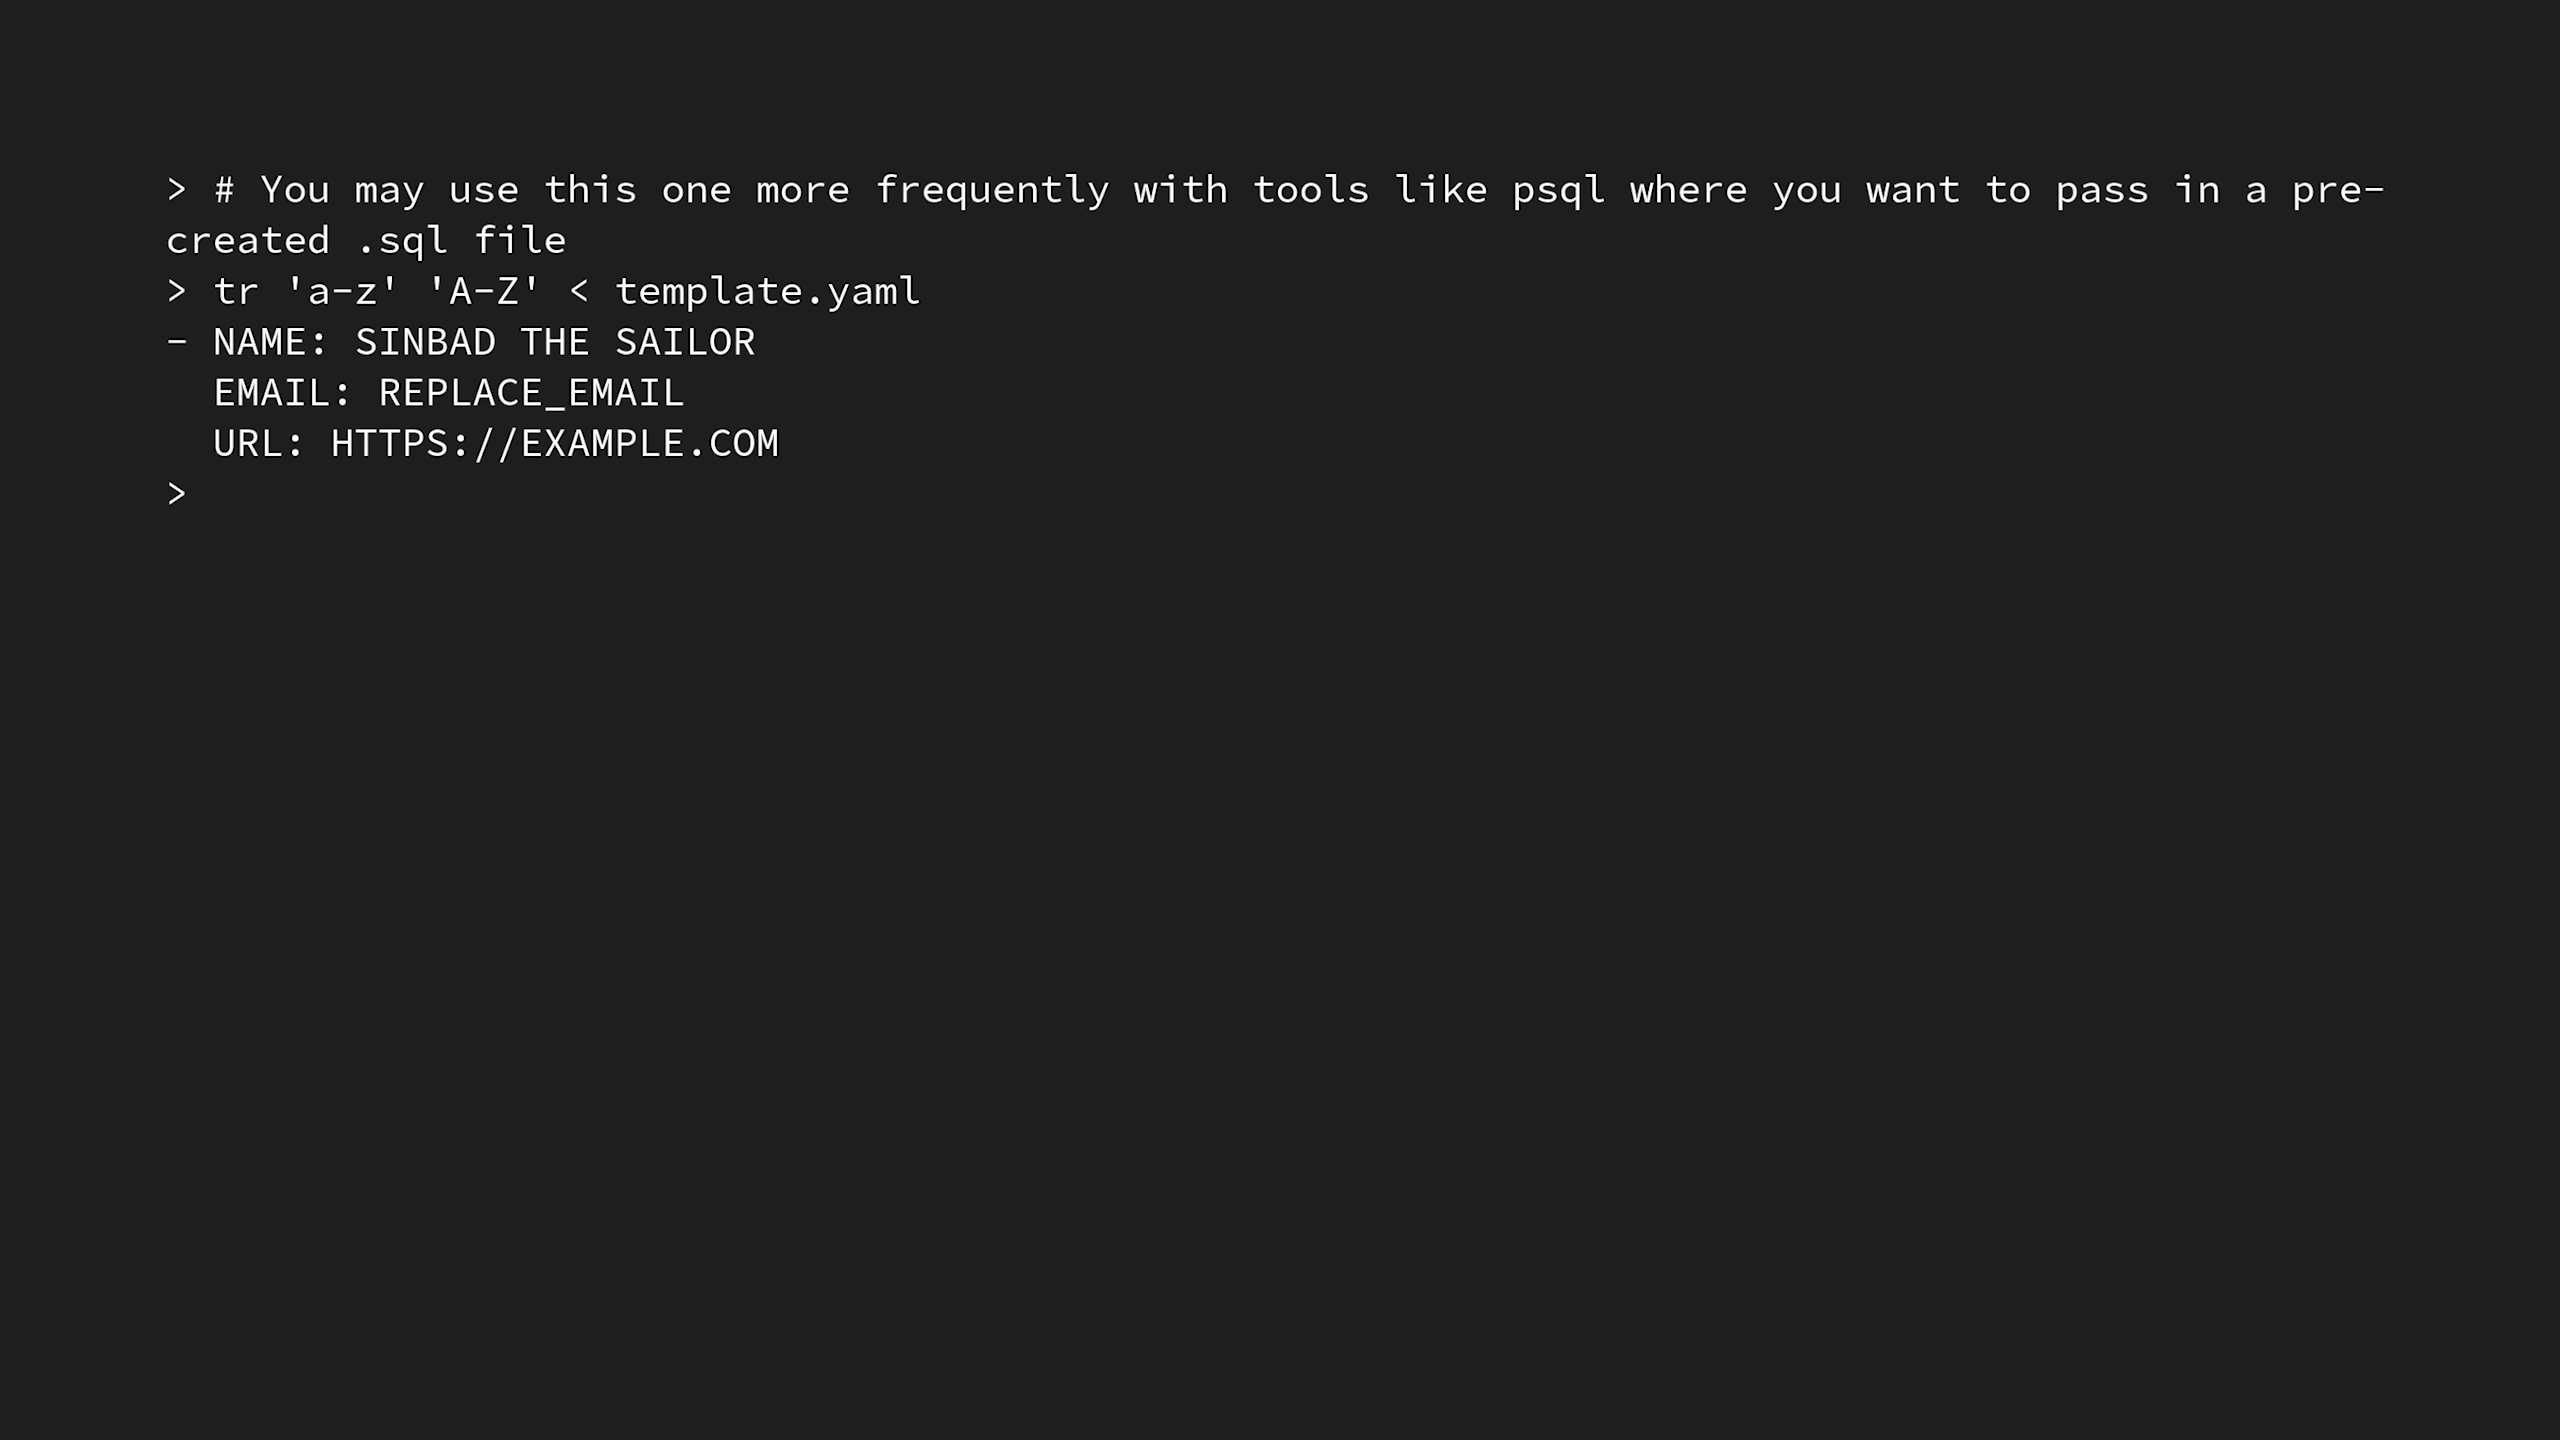 > # You may use this one more frequently with tools like psql where you want to pass in a pre-
created .sql file
> tr 'a-z' 'A-Z' < template.yaml
- NAME: SINBAD THE SAILOR
  EMAIL: REPLACE_EMAIL
  URL: HTTPS://EXAMPLE.COM
>